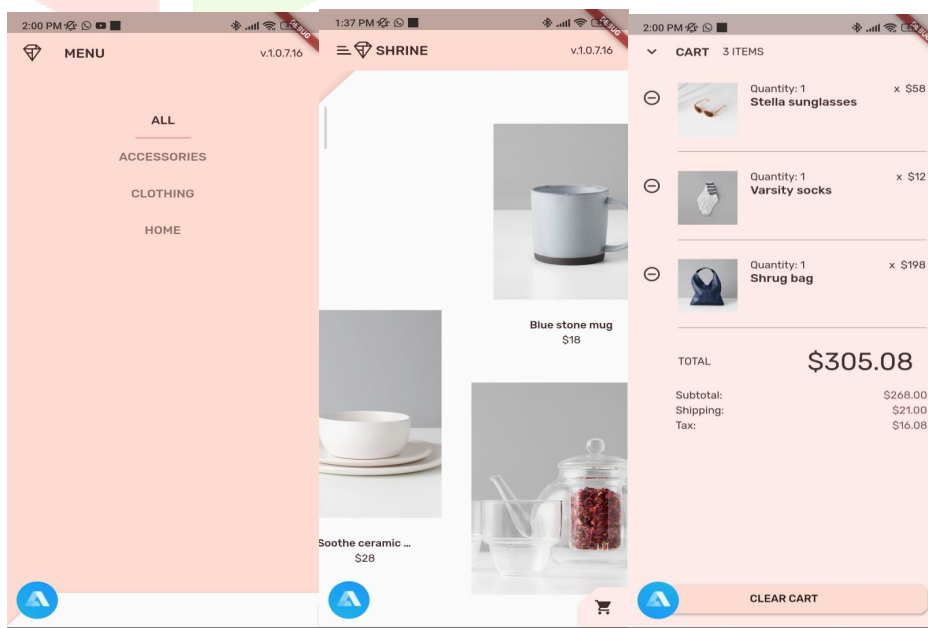 2:00 PM
MENU
v.1.0.7.16
ALL
ACCESSORIES
CLOTHING
HOME
1:37 PM
SHRINE
v.1.0.7.16
Blue stone mug
$18
Soothe ceramic ...
$28
2:00 PM
CART 3 ITEMS
Quantity: 1 x $58
Stella sunglasses
Quantity: 1 x $12
Varsity socks
Quantity: 1 x $198
Shrug bag
TOTAL $305.08
Subtotal: $268.00
Shipping: $21.00
Tax: $16.08
CLEAR CART